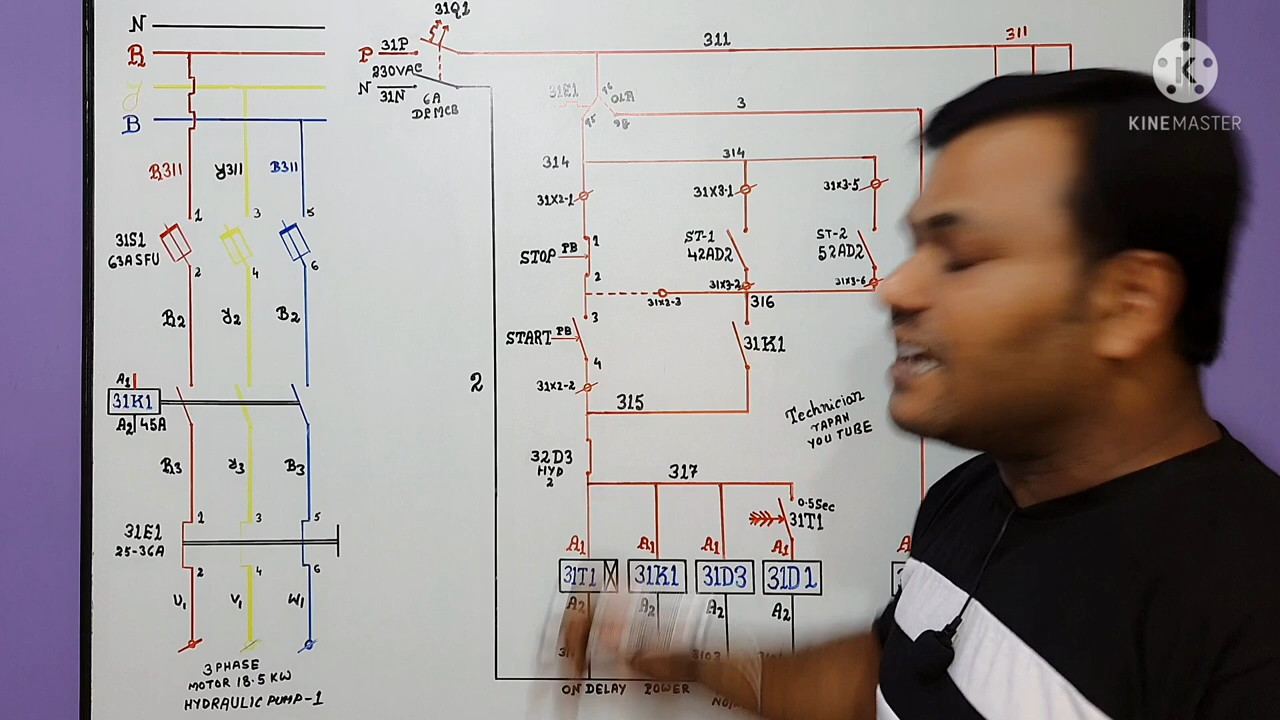 N
R
Y
B
R311
Y311
B311
1
3
5
31S1
63A SFU
2
4
6
R2
Y2
B2
A1
31K1
A2
45A
R3
Y3
B3
1
3
5
31E1
25-36A
2
4
6
U1
V1
W1
3 PHASE
MOTOR 18.5 KW
HYDRAULIC PUMP-1
31Q1
P 31P
230VAC
N 31N
6A
DP MCB
2
311
311
31E1
96
OLR
95
98
3
314
314
31X2-1
31X3-1
31X3-5
STOP PB
1
2
ST-1
42AD2
ST-2
52AD2
31X2-3
31X3-2
31X3-6
316
START PB
3
4
31K1
31X2-2
315
Technician
TAPAN
YOU TUBE
32D3
HYD
2
317
0.5Sec
31T1
A1
A1
A1
A1
A
31T1
31K1
31D3
31D1
A2
A2
A2
A2
3103
ON DELAY
POWER
KINEMASTER